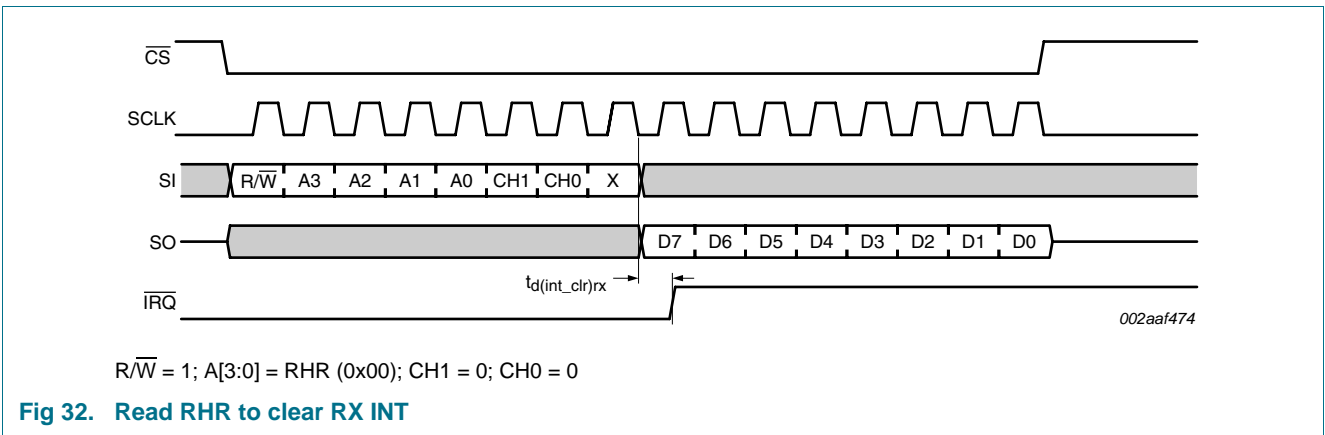 CS
SCLK
SI R/W A3 A2 A1 A0 CH1 CH0 X
SO D7 D6 D5 D4 D3 D2 D1 D0
td(int_clr)rx
IRQ
002aaf474
R/W = 1; A[3:0] = RHR (0x00); CH1 = 0; CH0 = 0
Fig 32. Read RHR to clear RX INT